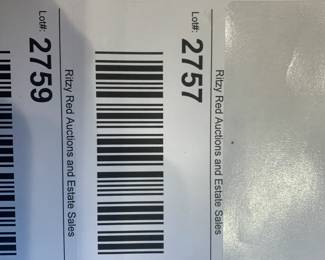 Ritzy Red Auctions and Estate Sales
Lot#: 2757
Ritzy Red Auctions and Estate Sales
Lot#: 2759